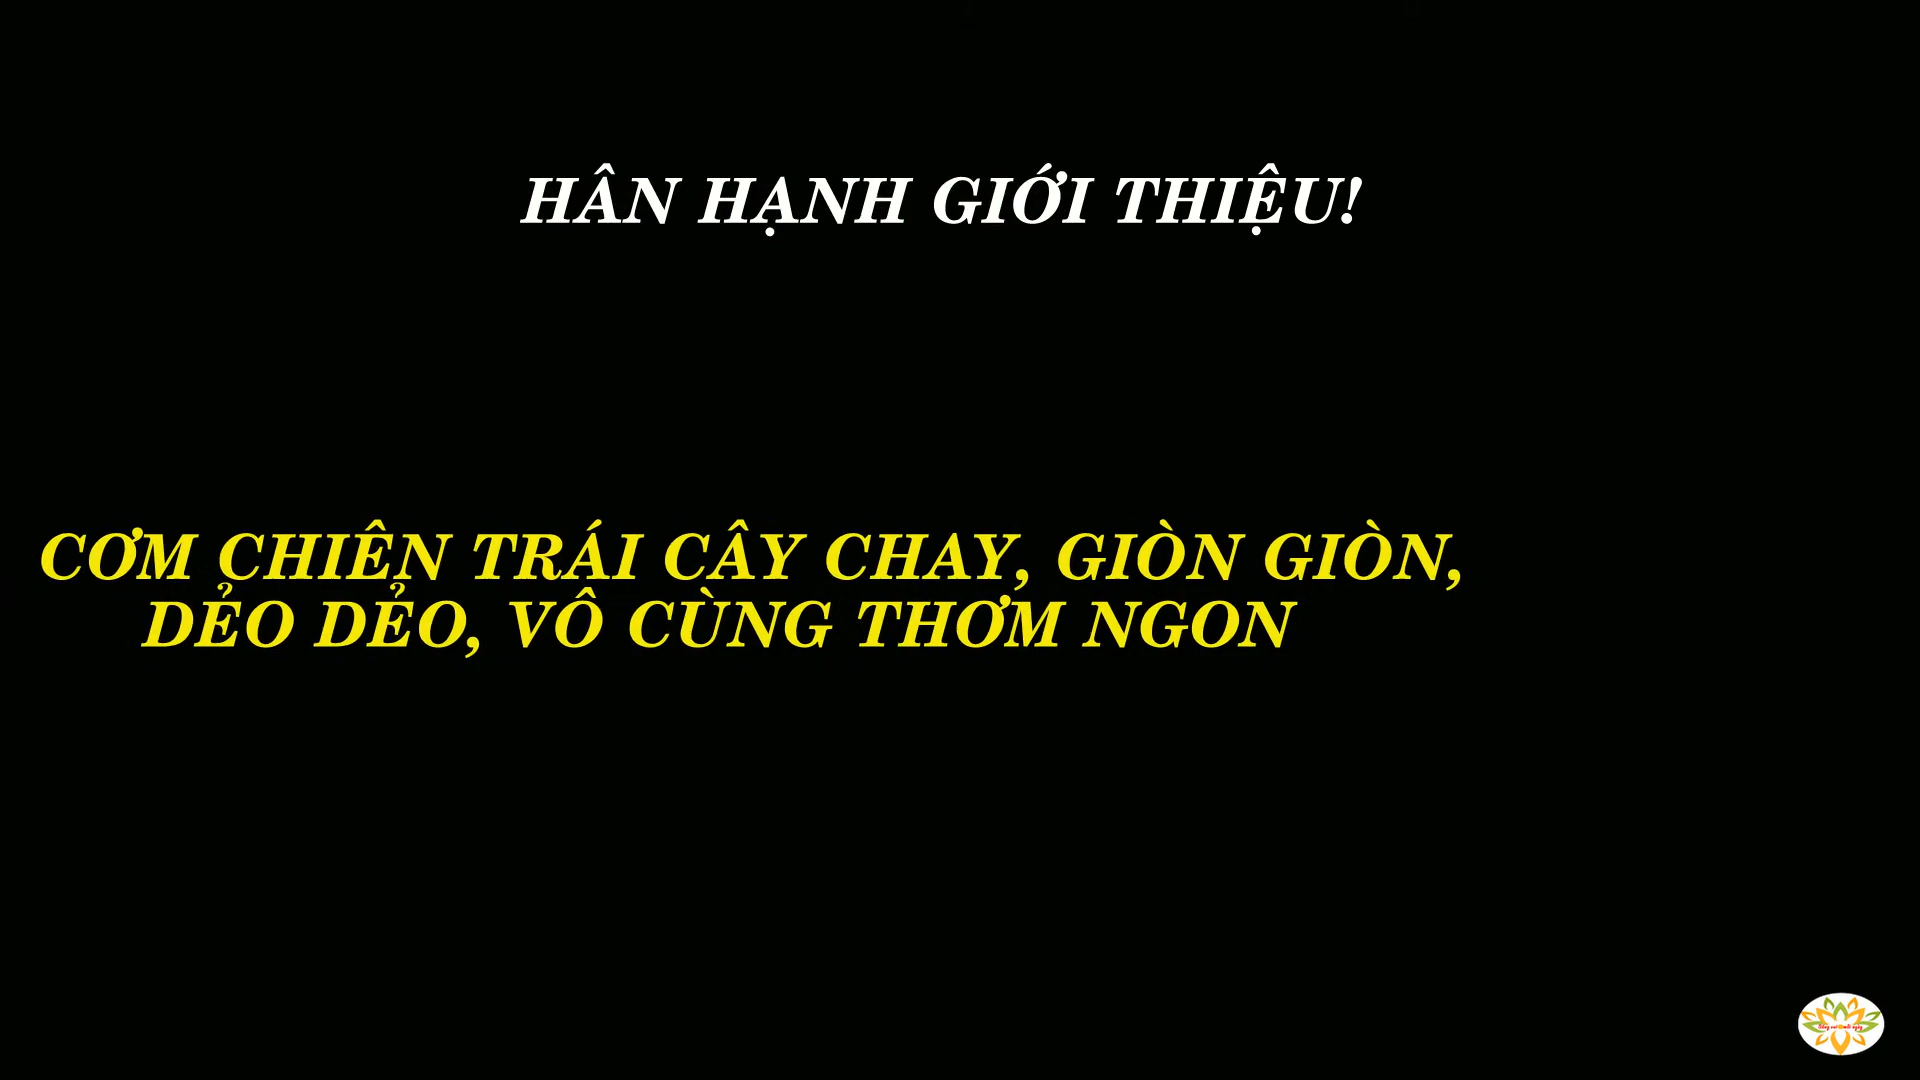 HÂN HẠNH GIỚI THIỆU!
CƠM CHIÊN TRÁI CÂY CHAY, GIÒN GIÒN,
DẺO DẺO, VÔ CÙNG THƠM NGON